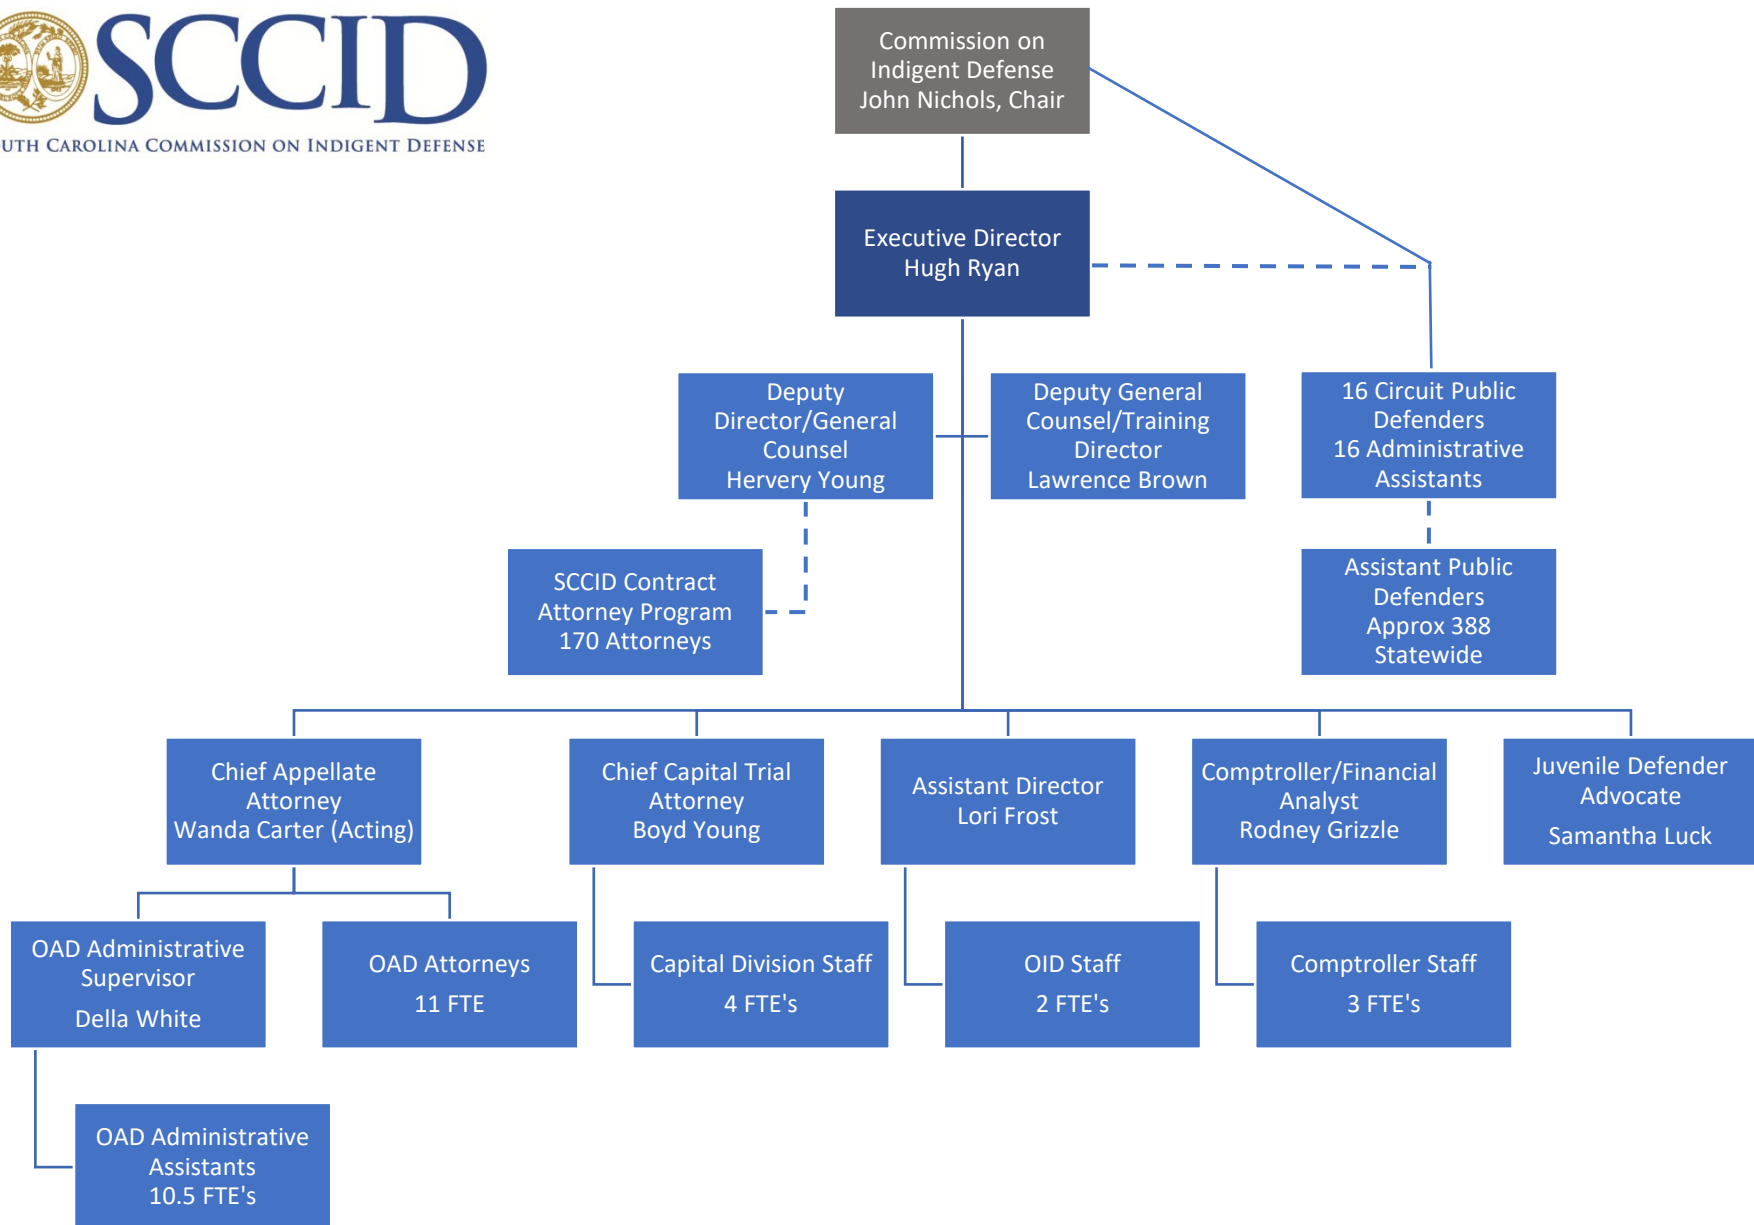 SCCID
OUTH CAROLINA COMMISSION ON INDIGENT DEFENSE
Commission on
Indigent Defense
John Nichols, Chair
Executive Director
Hugh Ryan
Deputy
Director/General
Counsel
Hervery Young
Deputy General
Counsel/Training
Director
Lawrence Brown
16 Circuit Public
Defenders
16 Administrative
Assistants
SCCID Contract
Attorney Program
170 Attorneys
Assistant Public
Defenders
Approx 388
Statewide
Chief Appellate
Attorney
Wanda Carter (Acting)
Chief Capital Trial
Attorney
Boyd Young
Assistant Director
Lori Frost
Comptroller/Financial
Analyst
Rodney Grizzle
Juvenile Defender
Advocate
Samantha Luck
OAD Administrative
Supervisor
Della White
OAD Attorneys
11 FTE
Capital Division Staff
4 FTE's
OID Staff
2 FTE's
Comptroller Staff
3 FTE's
OAD Administrative
Assistants
10.5 FTE's